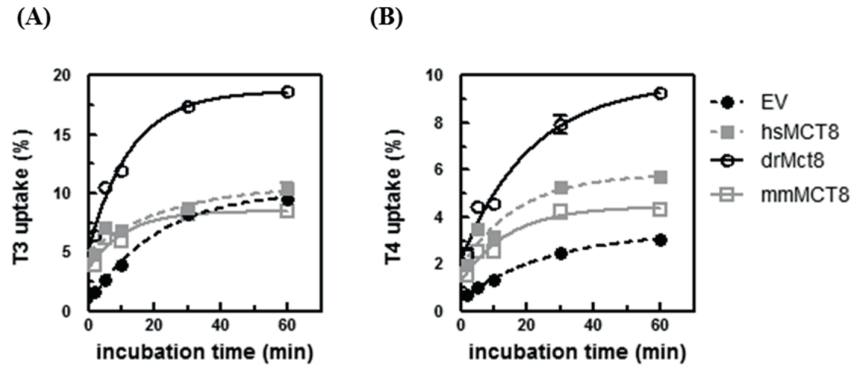 (A)
(B)
T3 uptake (%)
20
15
10
5
0
0 20 40 60
incubation time (min)
T4 uptake (%)
10
8
6
4
2
0
0 20 40 60
incubation time (min)
EV
hsMCT8
drMct8
mmMCT8